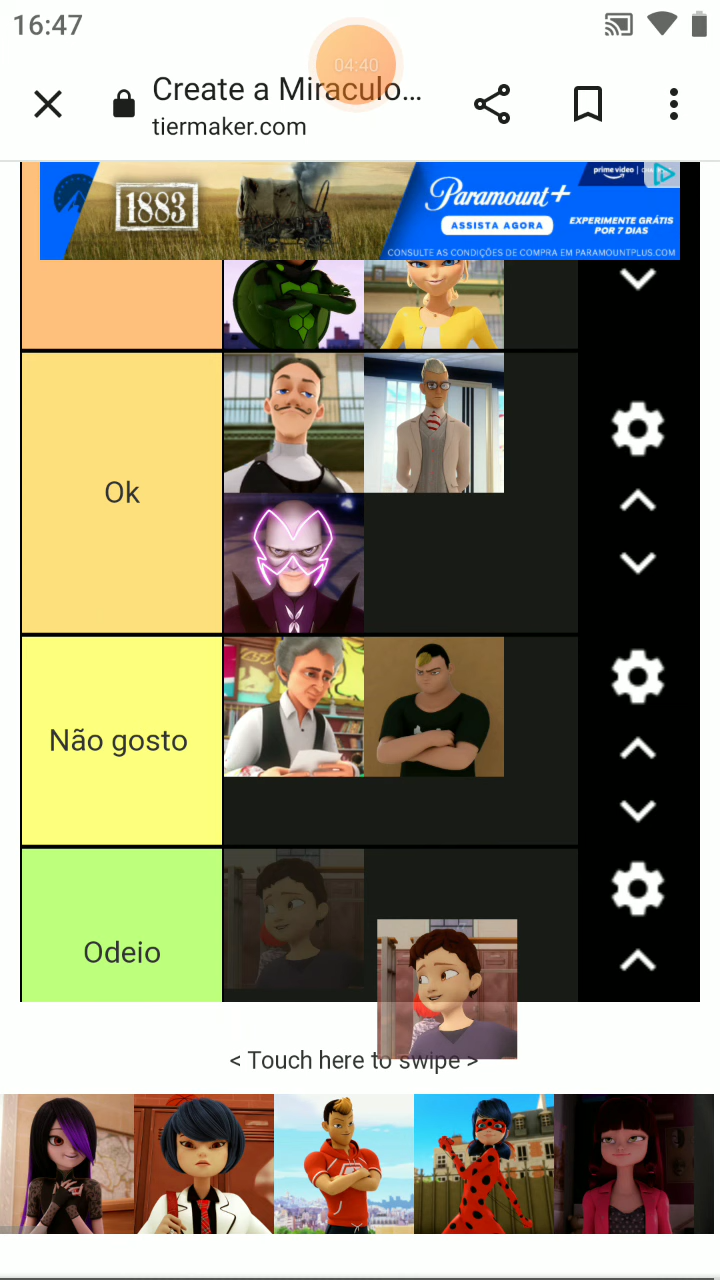 16:47
04:40
Create a Miraculo...
tiermaker.com
1883
Paramount+
ASSISTA AGORA
prime video
EXPERIMENTE GRÁTIS
POR 7 DIAS
CONSULTE AS CONDIÇÕES DE COMPRA EM PARAMOUNTPLUS.COM
Ok
Não gosto
Odeio
< Touch here to swipe >